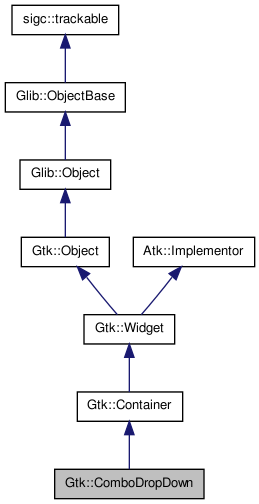 sigc::trackable
Glib::ObjectBase
Glib::Object
Gtk::Object
Atk::Implementor
Gtk::Widget
Gtk::Container
Gtk::ComboDropDown